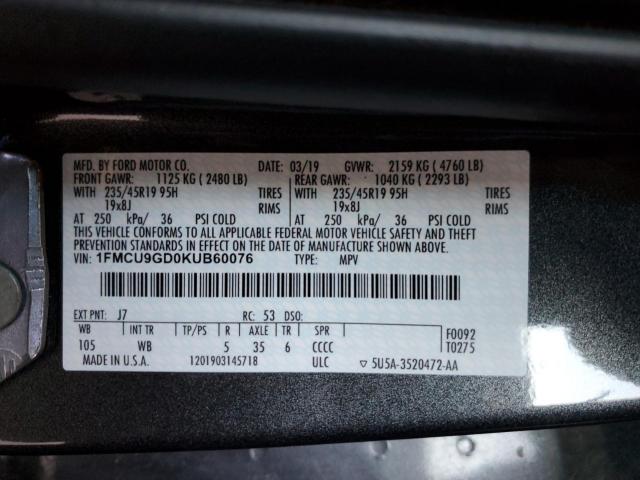 MFD. BY FORD MOTOR CO. DATE: 03/19 GVWR: 2159 KG ( 4760 LB)
FRONT GAWR: 1125 KG ( 2480 LB) REAR GAWR: 1040 KG ( 2293 LB)
WITH 235/45R19 95H TIRES WITH 235/45R19 95H TIRES
19x8J RIMS 19x8J RIMS
AT 250 kPa/ 36 PSI COLD AT 250 kPa/ 36 PSI COLD
THIS VEHICLE CONFORMS TO ALL APPLICABLE FEDERAL MOTOR VEHICLE SAFETY AND THEFT
PREVENTION STANDARDS IN EFFECT ON THE DATE OF MANUFACTURE SHOWN ABOVE.
VIN: 1FMCU9GD0KUB60076 TYPE: MPV
EXT PNT: J7 RC: 53 DSO:
WB INT TR TP/PS R AXLE TR SPR F0092
105 WB 5 35 6 CCCC T0275
MADE IN U.S.A. 1201903145718 ULC ▽ 5U5A-3520472-AA